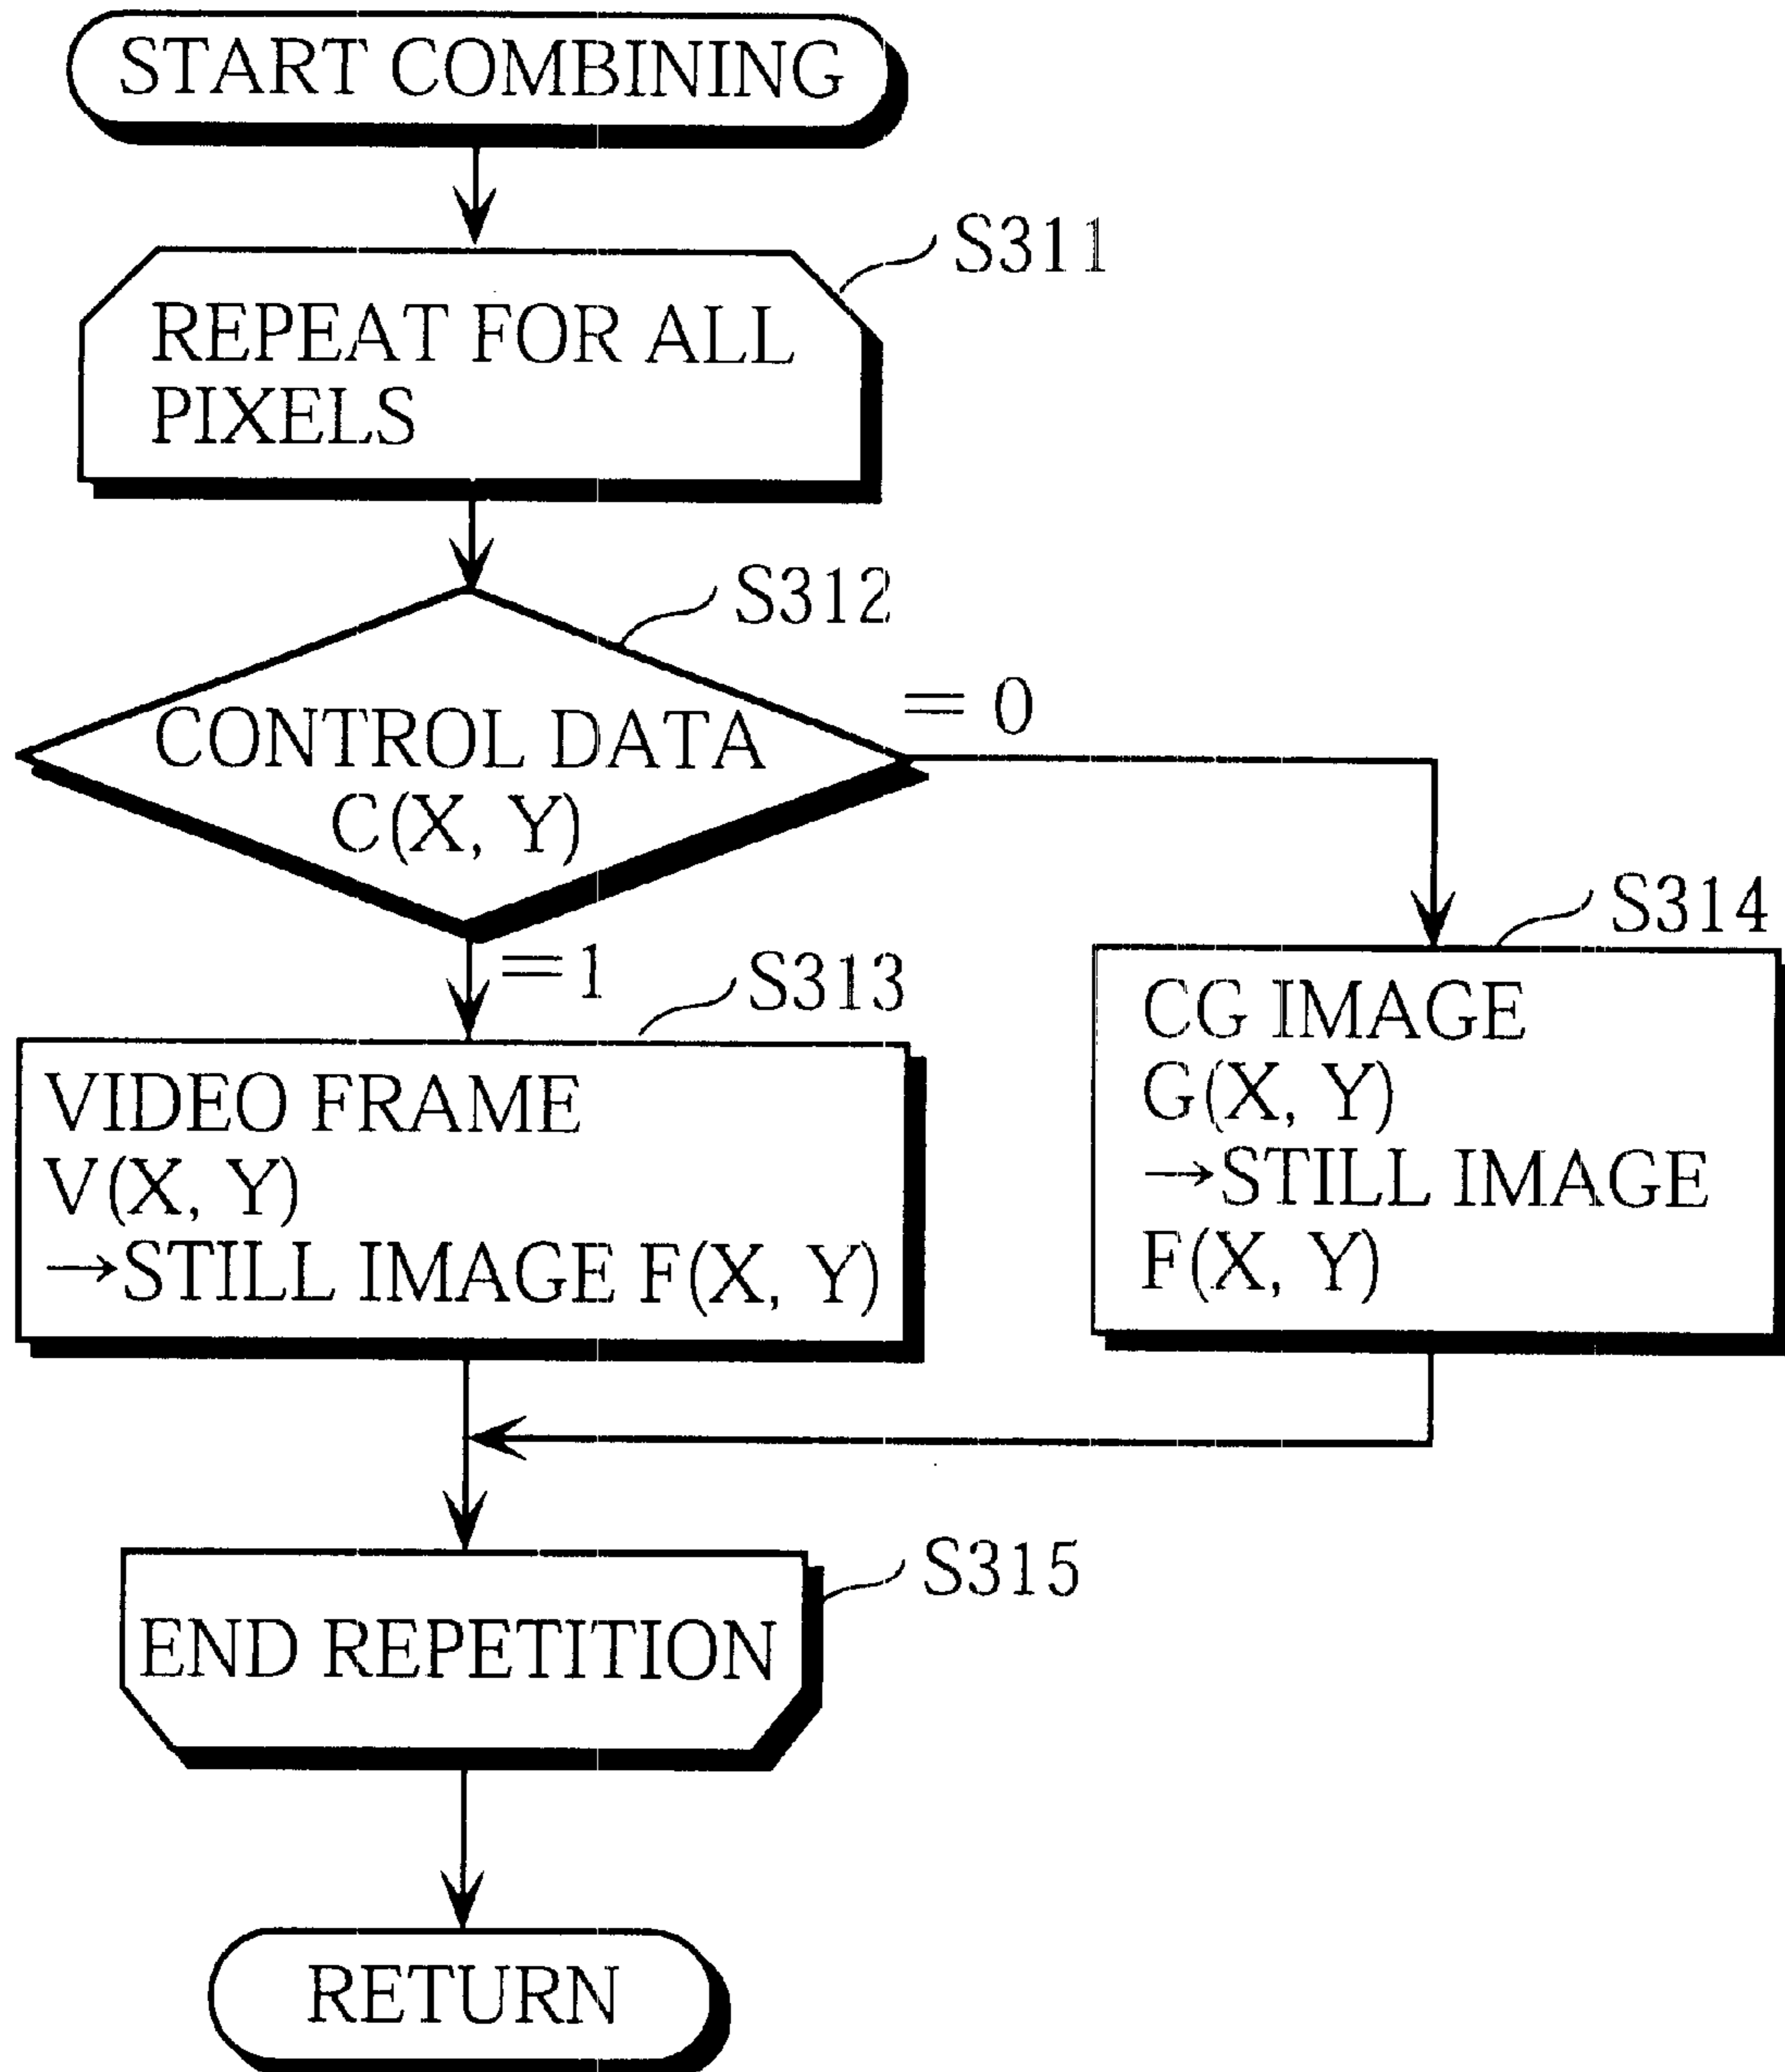 START COMBINING
S311
REPEAT FOR ALL
PIXELS
S312
CONTROL DATA
C(X, Y)
=0
=1
S313
VIDEO FRAME
V(X, Y)
→STILL IMAGE F(X, Y)
S314
CG IMAGE
G(X, Y)
→STILL IMAGE
F(X, Y)
S315
END REPETITION
RETURN